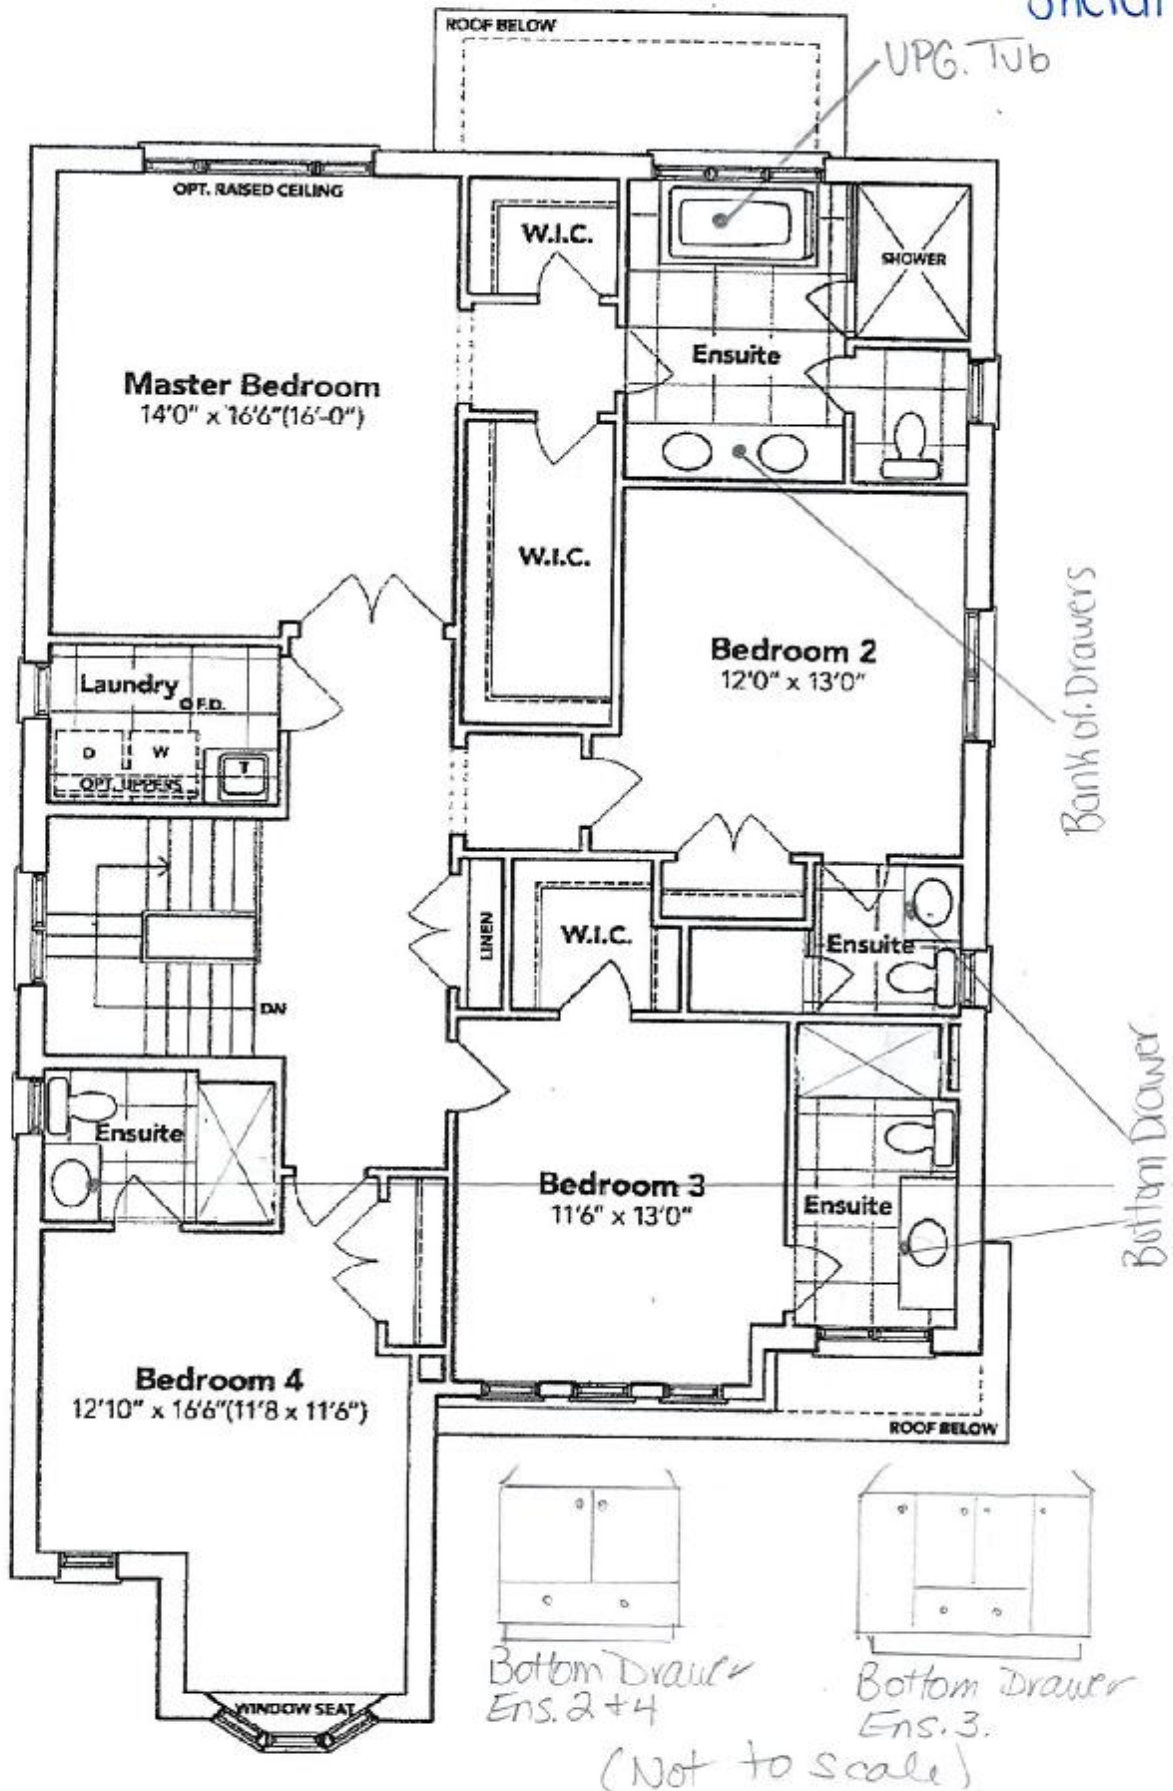 ROOF BELOW
UPG. Tub
OPT. RAISED CEILING
W.I.C.
SHOWER
Ensuite
Master Bedroom
14'0" x 16'6"(16'-0")
W.I.C.
Bedroom 2
12'0" x 13'0"
Bank of Drawers
Laundry
O.F.D.
D
W
T
OPT. UPPERS
LINEN
W.I.C.
Ensuite
DN
Ensuite
Bedroom 3
11'6" x 13'0"
Ensuite
Bottom Drawer
Bedroom 4
12'10" x 16'6"(11'8 x 11'6")
ROOF BELOW
WINDOW SEAT
Bottom Drawer
Ens. 2 + 4
Bottom Drawer
Ens. 3.
(Not to scale)